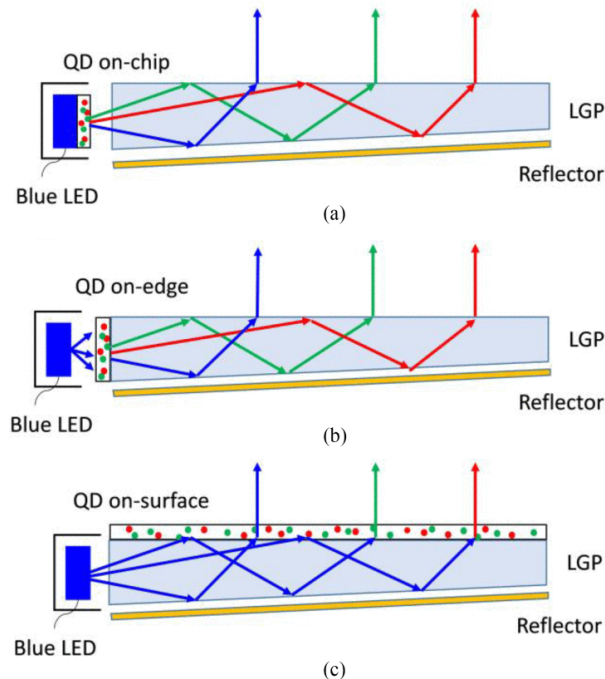 QD on-chip
LGP
Reflector
Blue LED
(a)
QD on-edge
LGP
Reflector
Blue LED
(b)
QD on-surface
LGP
Reflector
Blue LED
(c)